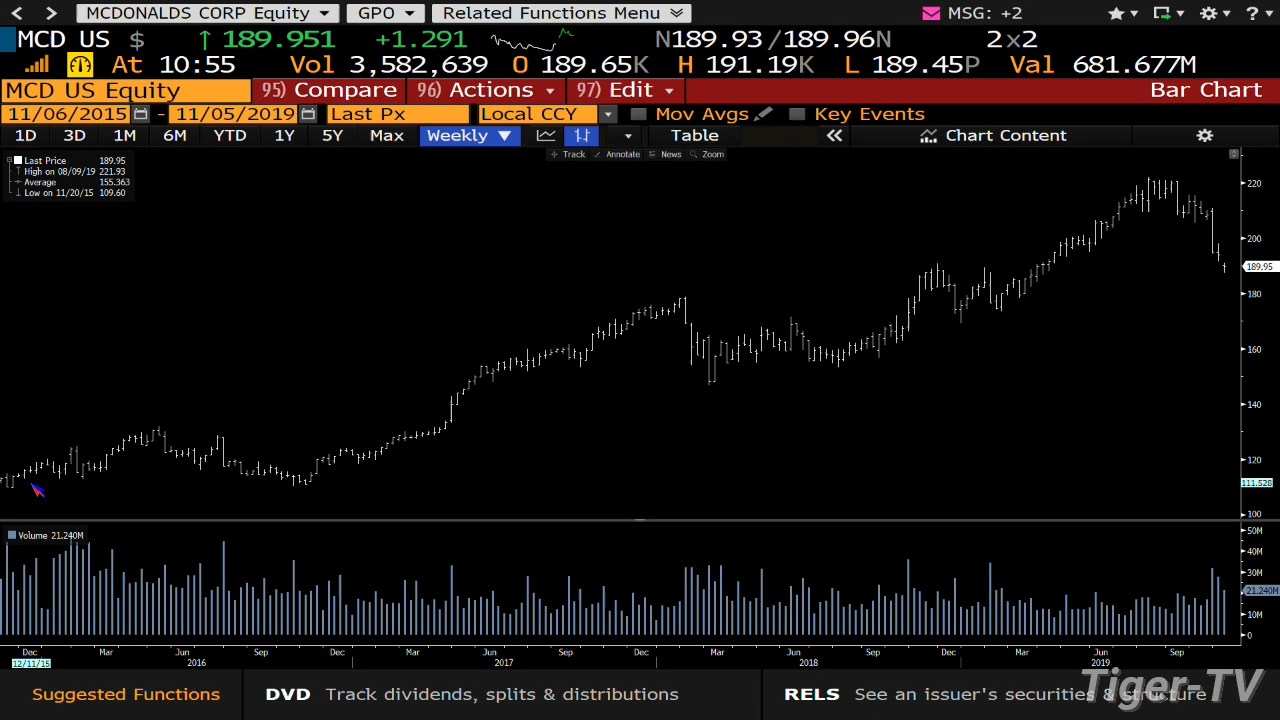 MCDONALDS CORP Equity GPO Related Functions Menu MSG: +2 ?
MCD US $ ↑ 189.951 +1.291 N189.93 /189.96N 2x2
At 10:55 Vol 3,582,639 O 189.65K H 191.19K L 189.45P Val 681.677M
MCD US Equity 95) Compare 96) Actions 97) Edit Bar Chart
11/06/2015 - 11/05/2019 Last Px Local CCY Mov Avgs Key Events
1D 3D 1M 6M YTD 1Y 5Y Max Weekly ▼ Table « Chart Content
Track Annotate News Zoom
Last Price 189.95
High on 08/09/19 221.93
Average 155.363
Low on 11/20/15 109.60
220
200
189.95
180
160
140
120
111.528
100
Volume 21.240M
50M
40M
30M
21.240M
10M
0
Dec Mar Jun Sep Dec Mar Jun Sep Dec Mar Jun Sep Dec Mar Jun Sep
12/11/15 2016 2017 2018 2019
Suggested Functions DVD Track dividends, splits & distributions RELS See an issuer's securities & structure
Tiger-TV